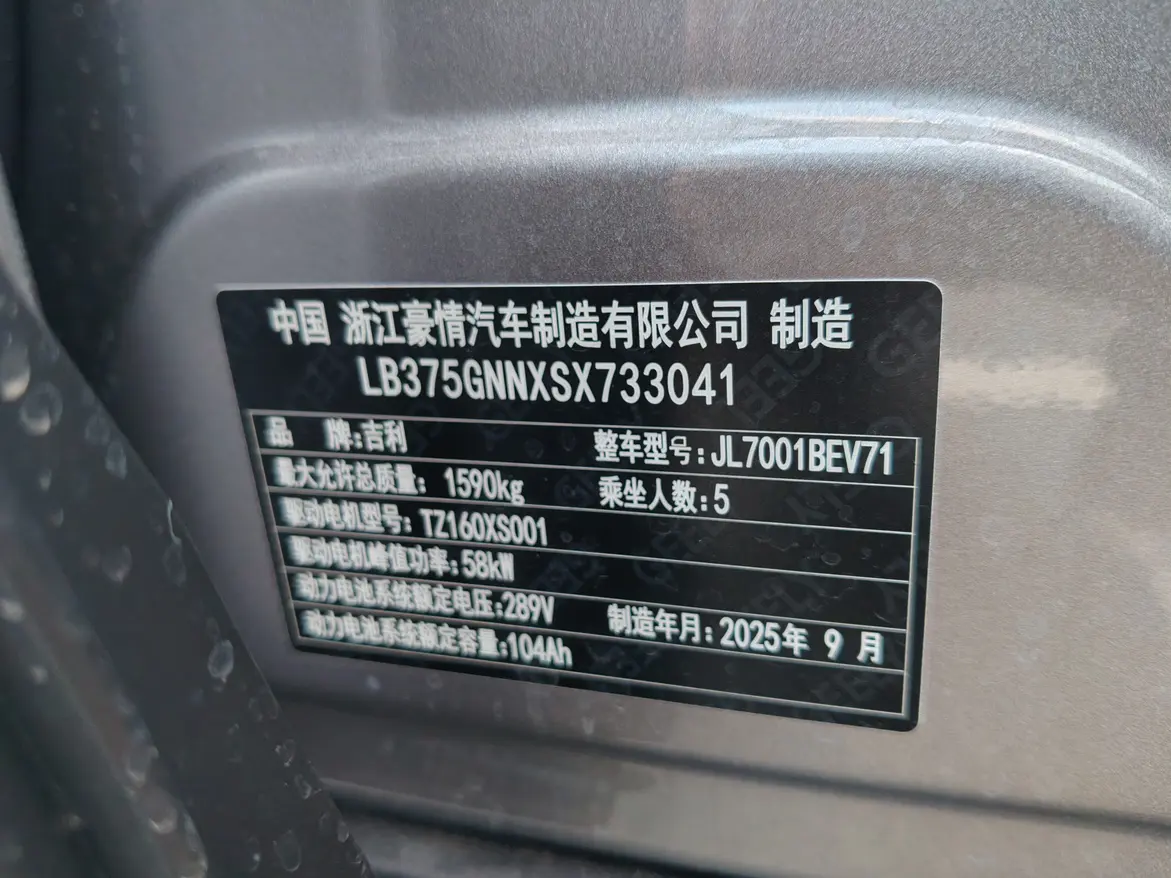 中国 浙江豪情汽车制造有限公司 制造
LB375GNNXSX733041
品 牌:吉利 整车型号:JL7001BEV71
最大允许总质量: 1590kg 乘坐人数:5
驱动电机型号: TZ160XS001
驱动电机峰值功率:58kW
动力电池系统额定电压:289V 制造年月: 2025年 9 月
动力电池系统额定容量:104Ah